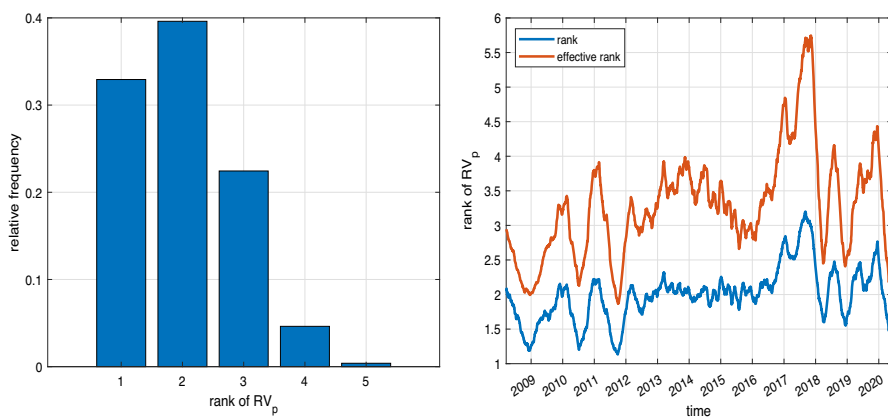 relative frequency
0.4
0.3
0.2
0.1
0
1 2 3 4 5
rank of RV_p
rank
effective rank
rank of RV_p
6
5.5
5
4.5
4
3.5
3
2.5
2
1.5
1
2009 2010 2011 2012 2013 2014 2015 2016 2017 2018 2019 2020
time